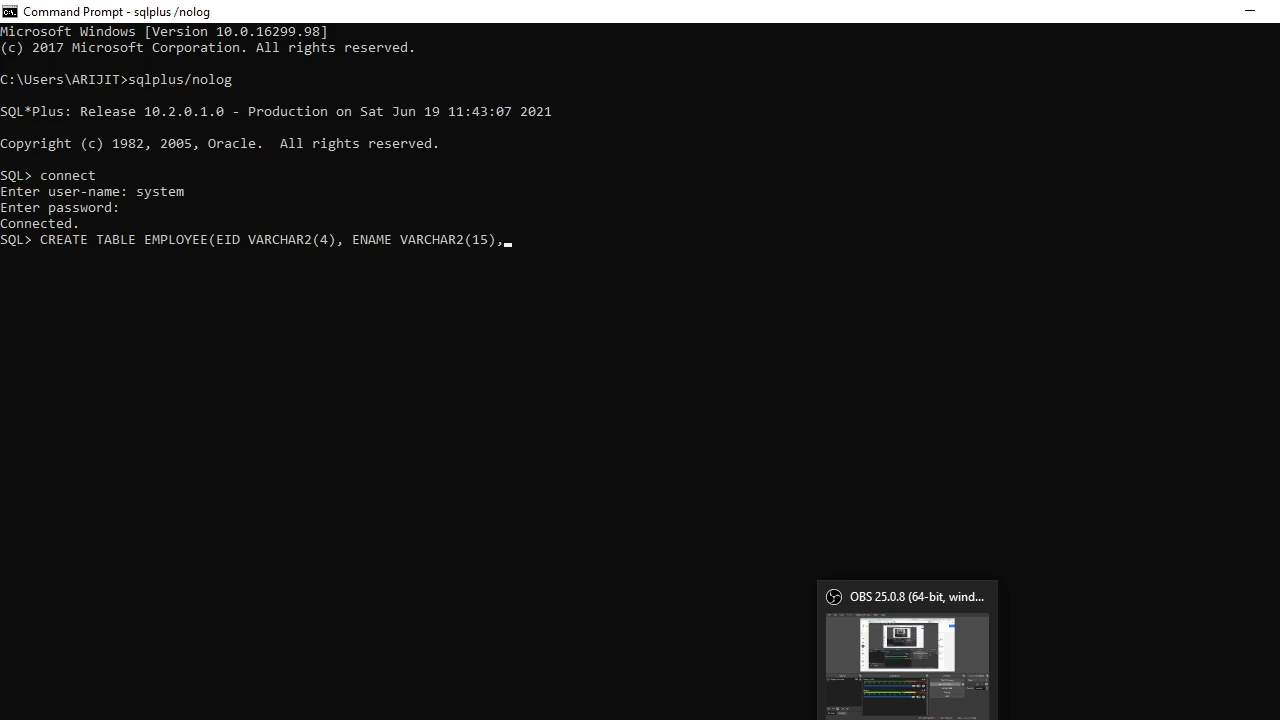 Command Prompt - sqlplus /nolog
Microsoft Windows [Version 10.0.16299.98]
(c) 2017 Microsoft Corporation. All rights reserved.
C:\Users\ARIJIT>sqlplus/nolog
SQL*Plus: Release 10.2.0.1.0 - Production on Sat Jun 19 11:43:07 2021
Copyright (c) 1982, 2005, Oracle.  All rights reserved.
SQL> connect
Enter user-name: system
Enter password:
Connected.
SQL> CREATE TABLE EMPLOYEE(EID VARCHAR2(4), ENAME VARCHAR2(15),
OBS 25.0.8 (64-bit, wind...